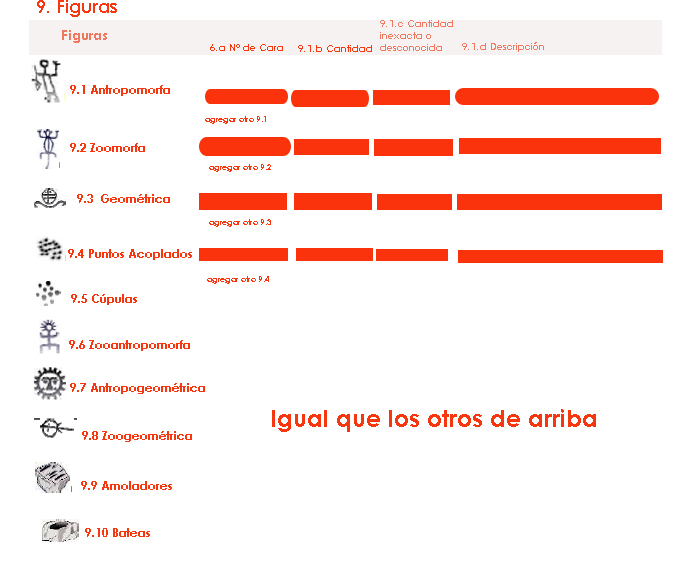 9. Figuras
Figuras
6.a Nº de Cara
9.1.b Cantidad
9.1.c Cantidad
inexacta o
desconocida
9.1.d Descripción
9.1 Antropomorfa
agregar otro 9.1
9.2 Zoomorfa
agregar otro 9.2
9.3 Geométrica
agregar otro 9.3
9.4 Puntos Acoplados
agregar otro 9.4
9.5 Cúpulas
9.6 Zooantropomorfa
9.7 Antropogeométrica
Igual que los otros de arriba
9.8 Zoogeométrica
9.9 Amoladores
9.10 Bateas